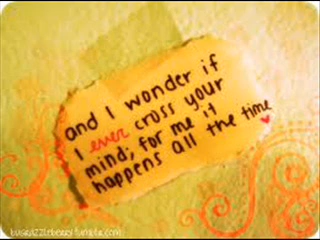 and I wonder if
I ever cross your
mind; for me it
happens all the time